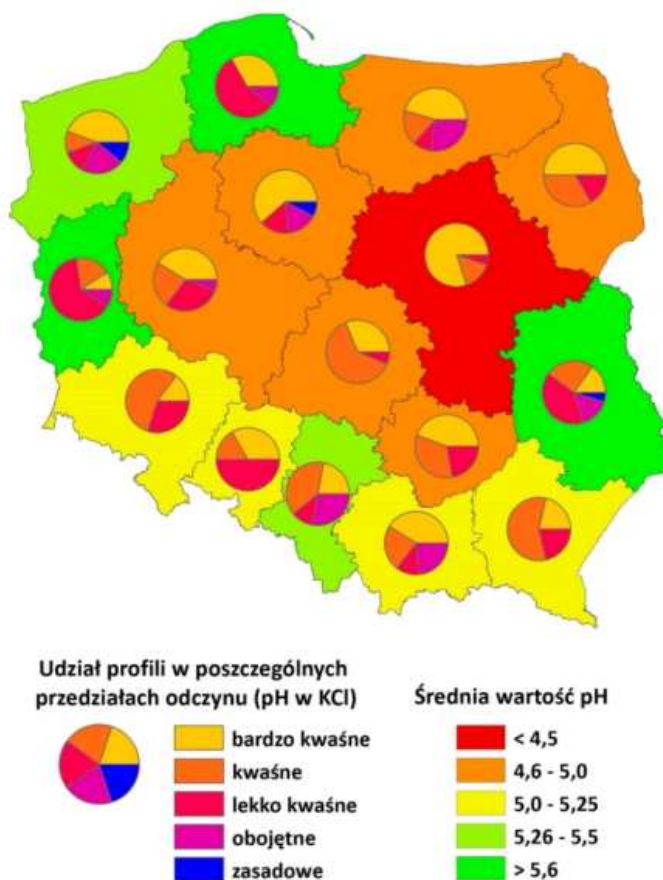 Udział profili w poszczególnych
przedziałach odczynu (pH w KCl)
bardzo kwaśne
kwaśne
lekko kwaśne
obojętne
zasadowe
Średnia wartość pH
< 4,5
4,6 - 5,0
5,0 - 5,25
5,26 - 5,5
> 5,6